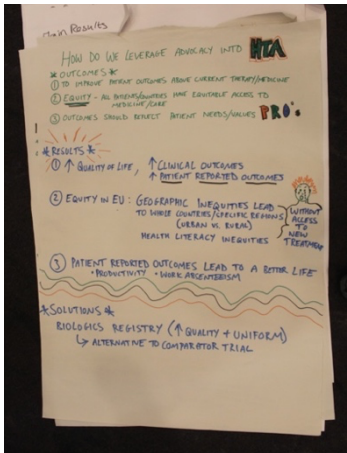 Main Results
HOW DO WE LEVERAGE ADVOCACY INTO HTA
*OUTCOMES*
① TO IMPROVE PATIENT OUTCOMES ABOVE CURRENT THERAPY/MEDICINE
② EQUITY - ALL PATIENTS/COUNTRIES HAVE EQUITABLE ACCESS TO
MEDICINE/CARE
③ OUTCOMES SHOULD REFLECT PATIENT NEEDS/VALUES PRO's
*RESULTS*
① ↑ QUALITY OF LIFE, ↑ CLINICAL OUTCOMES
↑ PATIENT REPORTED OUTCOMES
② EQUITY IN EU: GEOGRAPHIC INEQUITIES LEAD
TO WHOLE COUNTRIES/SPECIFIC REGIONS
(URBAN VS. RURAL)
HEALTH LITERACY INEQUITIES
WITHOUT
ACCESS
TO
NEW
TREATMENT
③ PATIENT REPORTED OUTCOMES LEAD TO A BETTER LIFE
• PRODUCTIVITY • WORK ABSENTEEISM
*SOLUTIONS*
BIOLOGICS REGISTRY (↑ QUALITY + UNIFORM)
↳ ALTERNATIVE TO COMPARATOR TRIAL